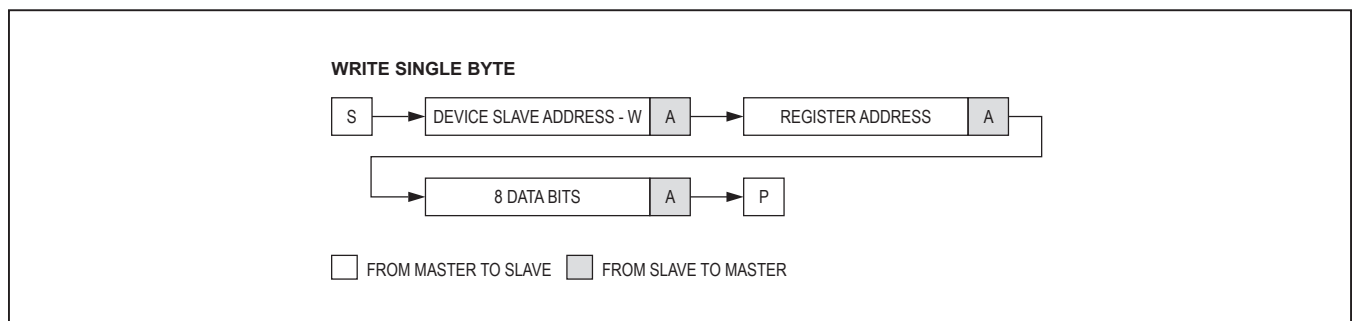 WRITE SINGLE BYTE
S DEVICE SLAVE ADDRESS - W A REGISTER ADDRESS A
8 DATA BITS A P
FROM MASTER TO SLAVE FROM SLAVE TO MASTER